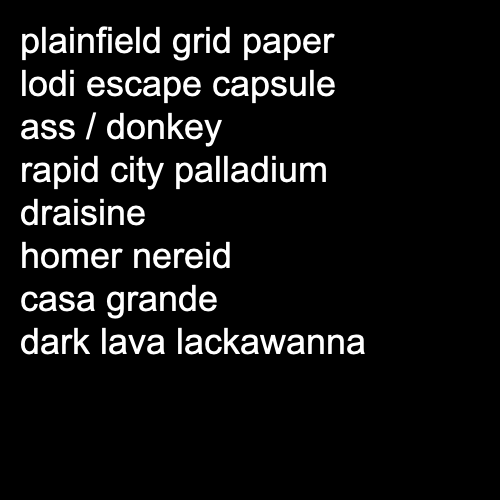 plainfield grid paper
lodi escape capsule
ass / donkey
rapid city palladium
draisine
homer nereid
casa grande
dark lava lackawanna